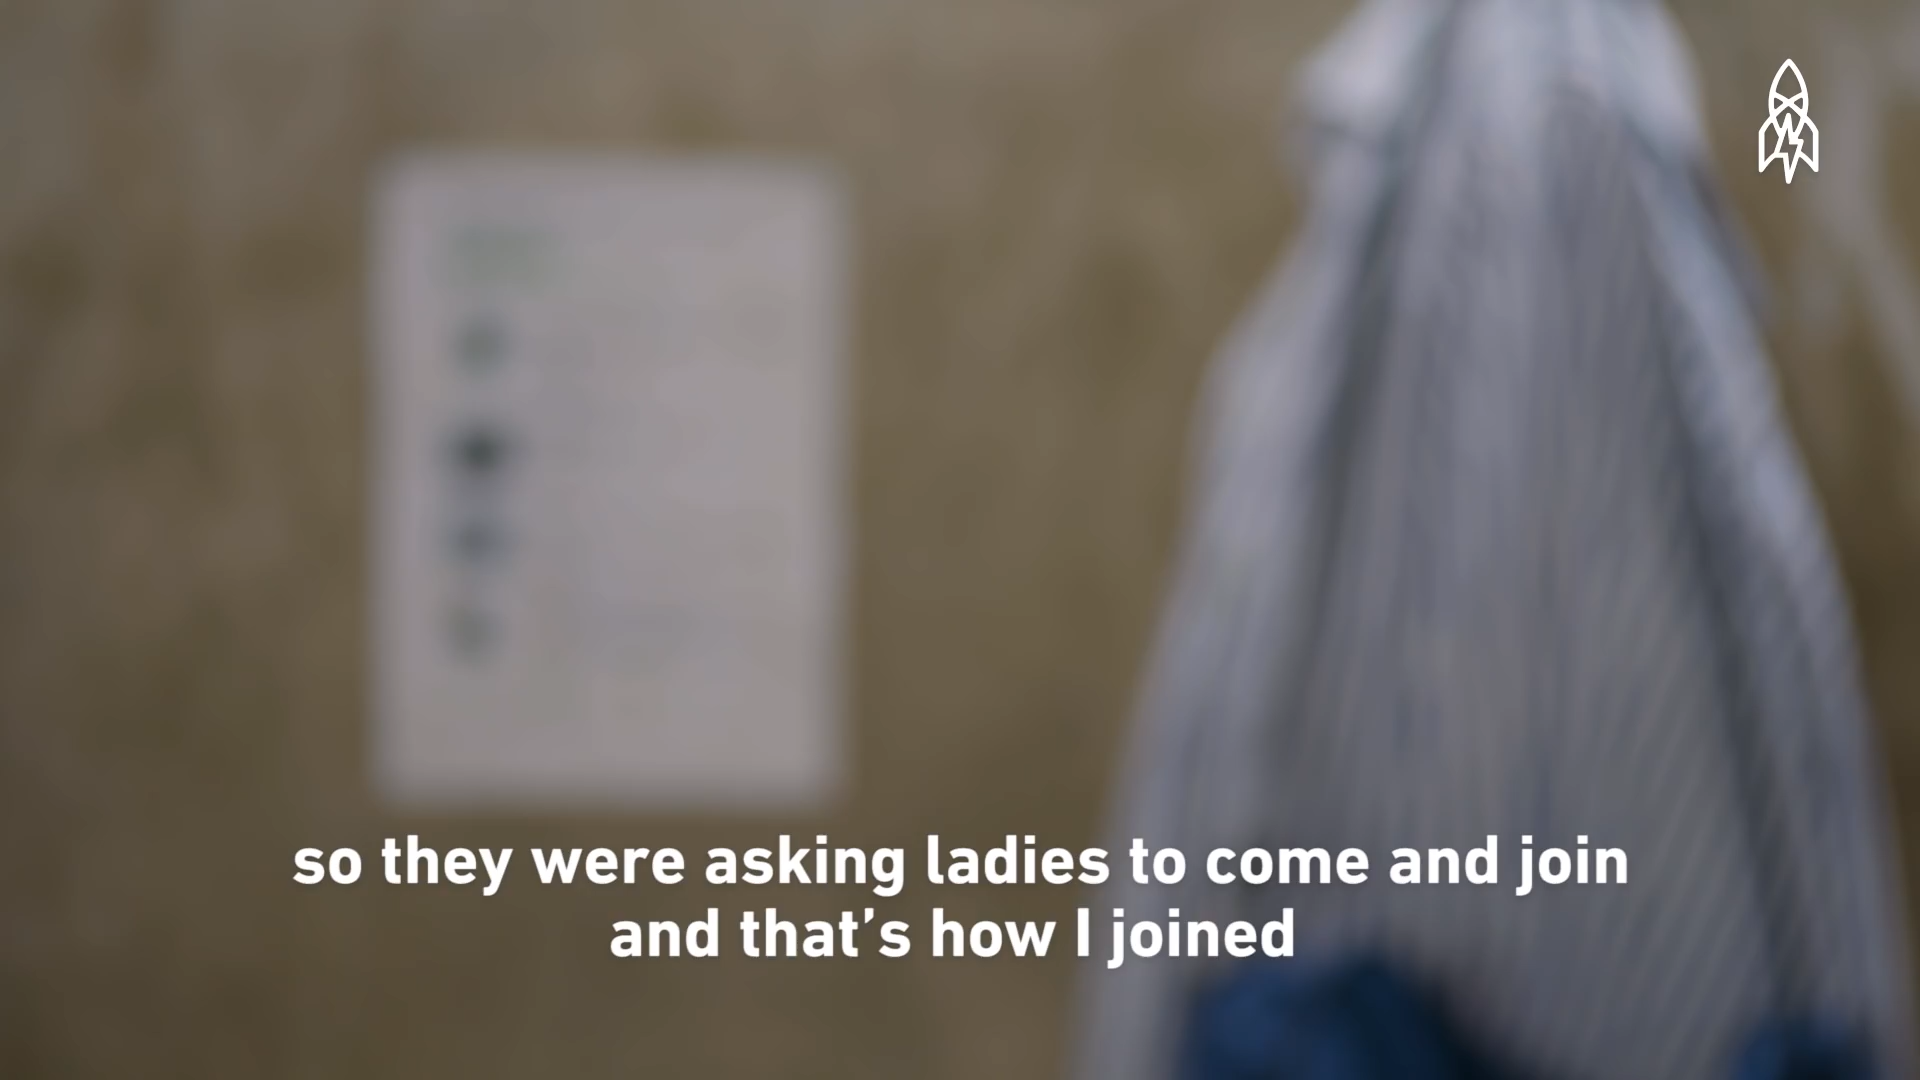 so they were asking ladies to come and join
and that’s how I joined